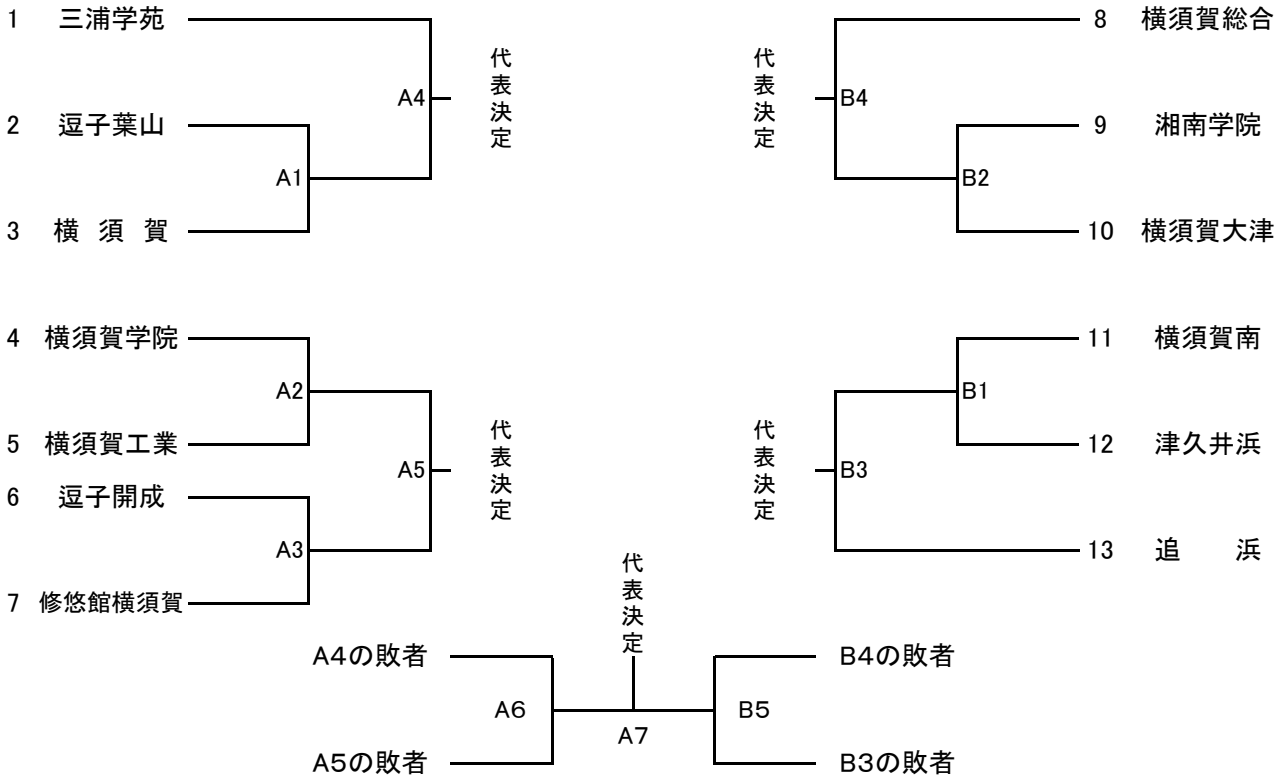 1 三浦学苑
2 逗子葉山
3 横 須 賀
4 横須賀学院
5 横須賀工業
6 逗子開成
7 修悠館横須賀
A1
A2
A3
A4
A5
代表決定
代表決定
8 横須賀総合
9 湘南学院
10 横須賀大津
11 横須賀南
12 津久井浜
13 追 浜
B4
B2
B1
B3
代表決定
代表決定
代表決定
A4の敗者
A5の敗者
A6
A7
B5
B4の敗者
B3の敗者